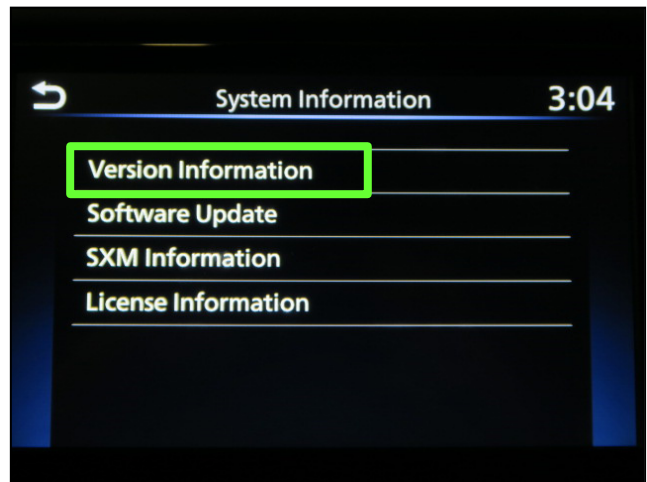 System Information 3:04
Version Information
Software Update
SXM Information
License Information